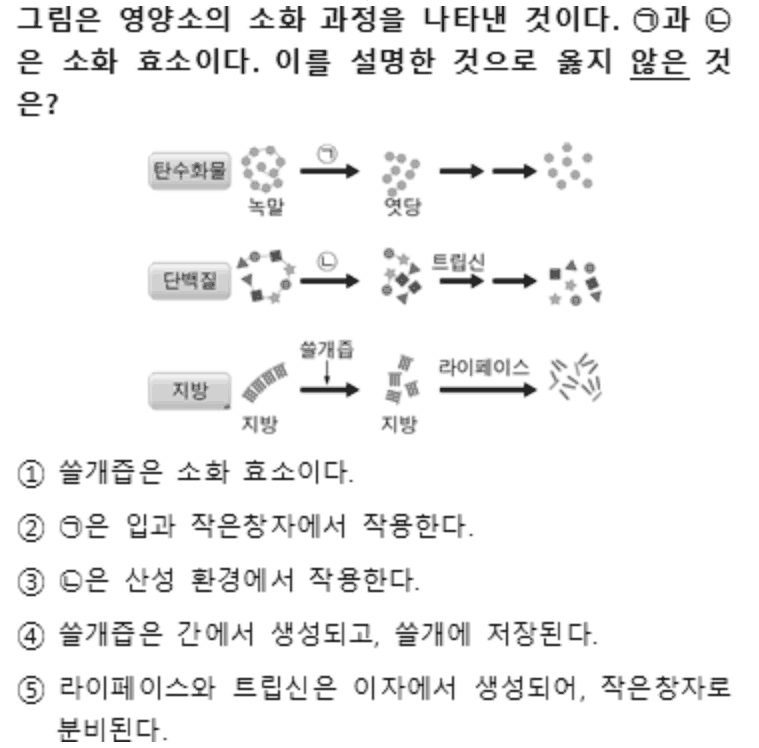 그림은 영양소의 소화 과정을 나타낸 것이다. ㉠과 ㉡
은 소화 효소이다. 이를 설명한 것으로 옳지 않은 것
은?
탄수화물 ㉠
녹말 엿당
단백질 ㉡ 트립신
쓸개즙
지방 라이페이스
지방 지방
① 쓸개즙은 소화 효소이다.
② ㉠은 입과 작은창자에서 작용한다.
③ ㉡은 산성 환경에서 작용한다.
④ 쓸개즙은 간에서 생성되고, 쓸개에 저장된다.
⑤ 라이페이스와 트립신은 이자에서 생성되어, 작은창자로
분비된다.